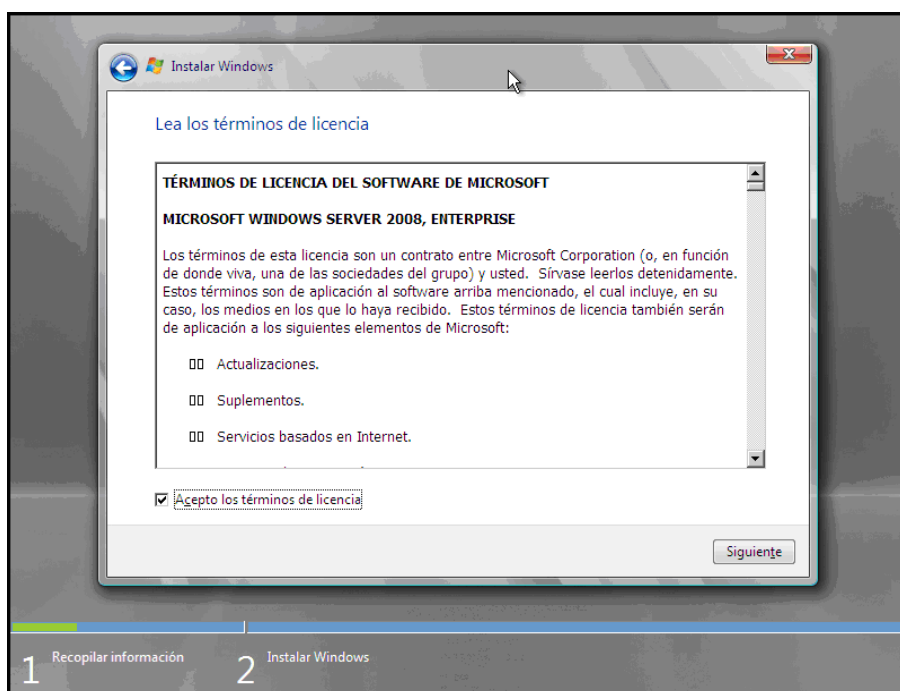 Instalar Windows
Lea los términos de licencia
TÉRMINOS DE LICENCIA DEL SOFTWARE DE MICROSOFT
MICROSOFT WINDOWS SERVER 2008, ENTERPRISE
Los términos de esta licencia son un contrato entre Microsoft Corporation (o, en función
de donde viva, una de las sociedades del grupo) y usted.  Sírvase leerlos detenidamente.
Estos términos son de aplicación al software arriba mencionado, el cual incluye, en su
caso, los medios en los que lo haya recibido.  Estos términos de licencia también serán
de aplicación a los siguientes elementos de Microsoft:
Actualizaciones.
Suplementos.
Servicios basados en Internet.
Acepto los términos de licencia
Siguiente
1 Recopilar información
2 Instalar Windows